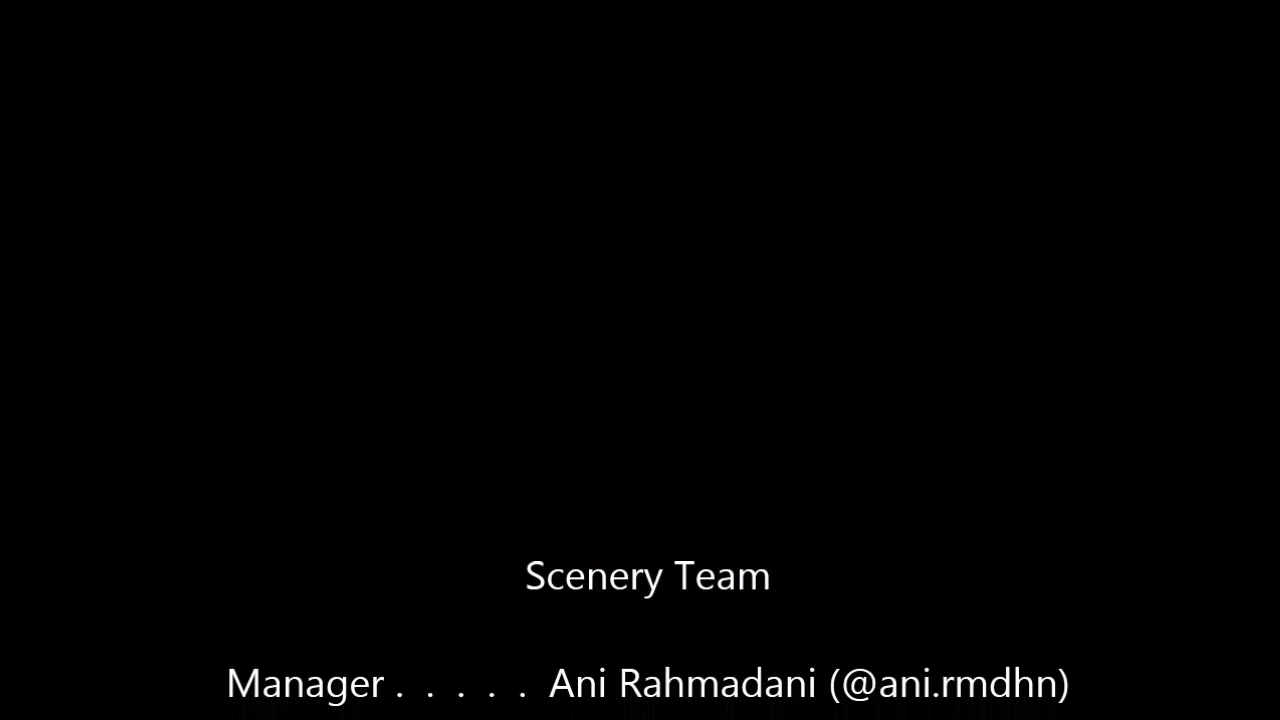 Scenery Team
Manager . . . . . Ani Rahmadani (@ani.rmdhn)